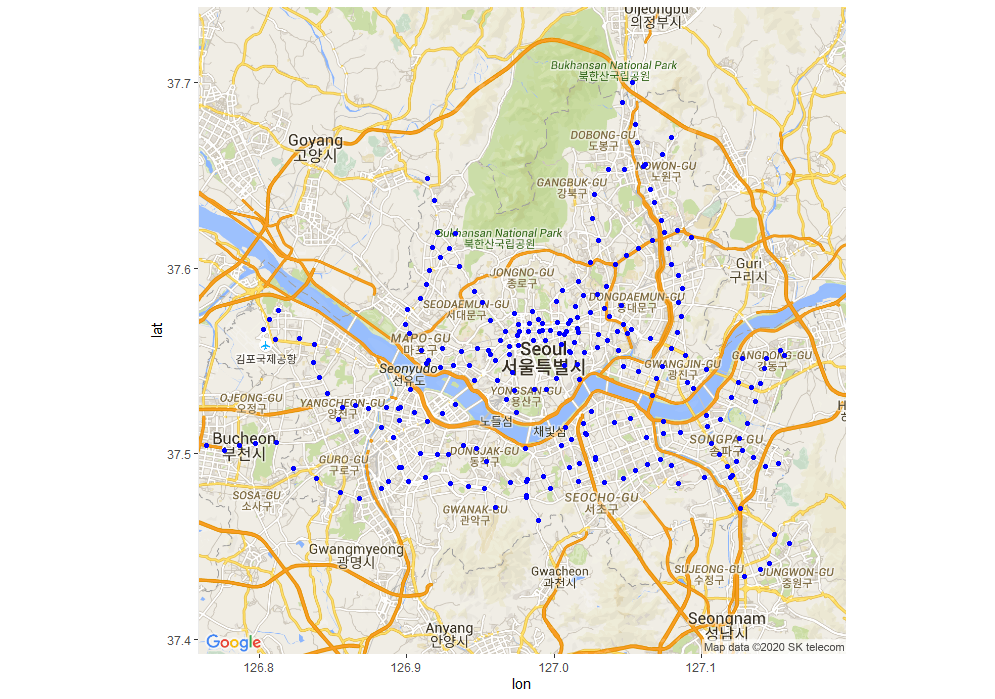 Uijeongbu
의정부시
37.7
Bukhansan National Park
북한산국립공원
Goyang
고양시
DOBONG-GU
도봉구
NOWON-GU
노원구
GANGBUK-GU
강북구
Bukhansan National Park
북한산국립공원
37.6
Guri
구리시
JONGNO-GU
종로구
DONGDAEMUN-GU
동대문구
SEODAEMUN-GU
서대문구
lat
MAPO-GU
마포구
김포국제공항
Seoul
서울특별시
GANGDONG-GU
강동구
Seonyudo
선유도
GWANGJIN-GU
광진구
YONGSAN-GU
용산구
OJEONG-GU
오정구
YANGCHEON-GU
양천구
노들섬
채빛섬
Bucheon
부천시
SONGPA-GU
송파구
37.5
GURO-GU
구로구
DONGJAK-GU
동작구
SOSA-GU
소사구
SEOCHO-GU
서초구
GWANAK-GU
관악구
Gwangmyeong
광명시
Gwacheon
과천시
SUJEONG-GU
수정구
JUNGWON-GU
중원구
Seongnam
성남시
Anyang
안양시
37.4
Google
Map data ©2020 SK telecom
126.8
126.9
127.0
127.1
lon